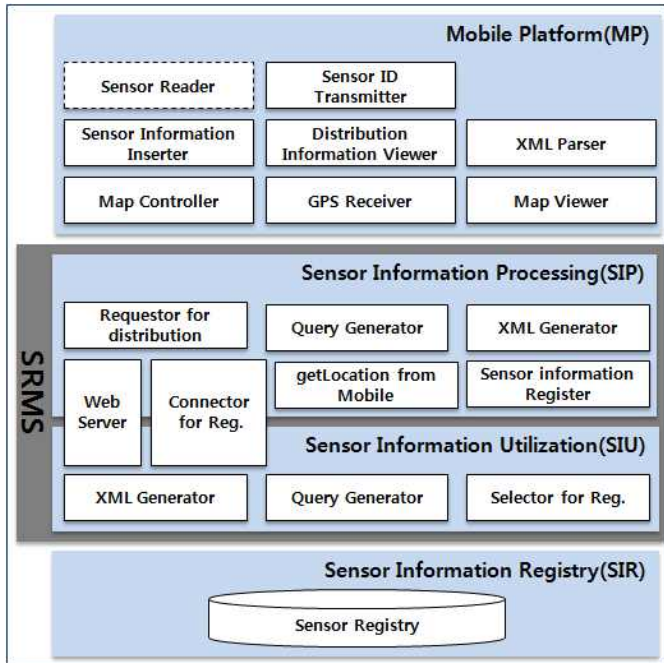 Mobile Platform(MP)
Sensor Reader
Sensor ID
Transmitter
Sensor Information
Inserter
Distribution
Information Viewer
XML Parser
Map Controller
GPS Receiver
Map Viewer
SRMS
Sensor Information Processing(SIP)
Requestor for
distribution
Query Generator
XML Generator
Web
Server
Connector
for Reg.
getLocation from
Mobile
Sensor information
Register
Sensor Information Utilization(SIU)
XML Generator
Query Generator
Selector for Reg.
Sensor Information Registry(SIR)
Sensor Registry